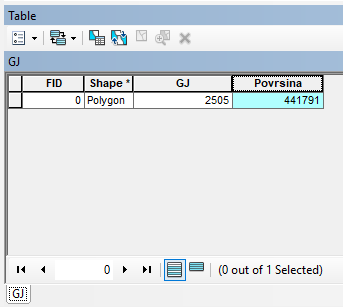 Table
GJ
FID Shape * GJ Povrsina
0 Polygon 2505 441791
0 (0 out of 1 Selected)
GJ